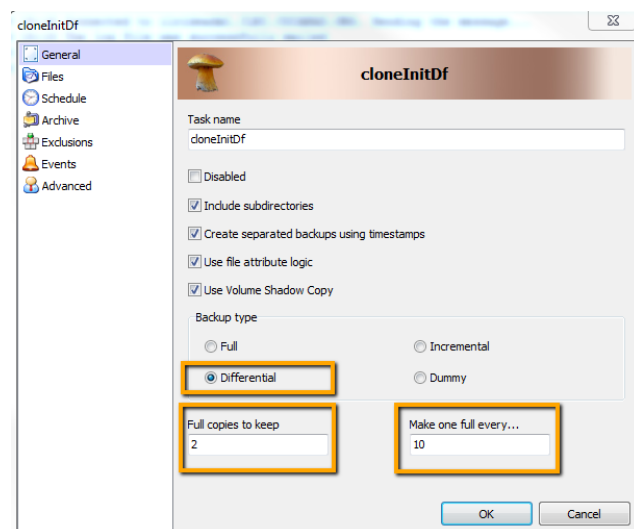 cloneInitDf
General
Files
Schedule
Archive
Exclusions
Events
Advanced
cloneInitDf
Task name
cloneInitDf
Disabled
Include subdirectories
Create separated backups using timestamps
Use file attribute logic
Use Volume Shadow Copy
Backup type
Full
Incremental
Differential
Dummy
Full copies to keep
Make one full every...
2
10
OK
Cancel